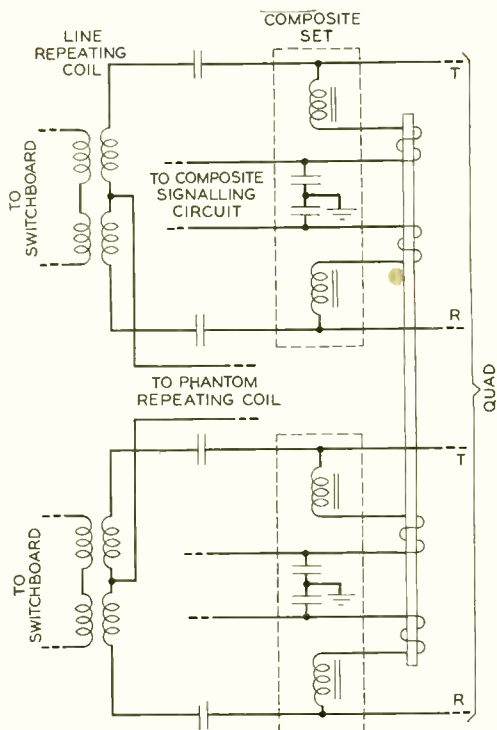 COMPOSITE
SET
LINE
REPEATING
COIL
T
TO
SWITCHBOARD
TO COMPOSITE
SIGNALLING
CIRCUIT
R
TO PHANTOM
REPEATING COIL
QUAD
T
TO
SWITCHBOARD
R